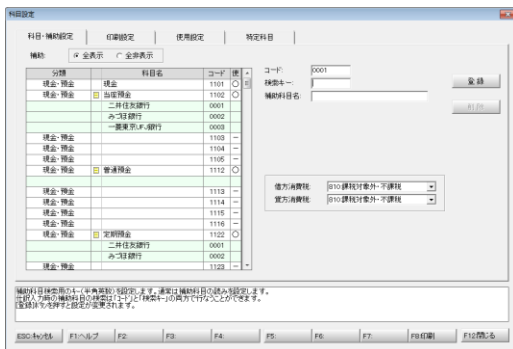 科目設定
科目・補助設定 印刷設定 使用設定 特定科目
補助: 全表示 全非表示
分類 科目名 コード 使
現金・預金 現金 1101 ○
現金・預金 当座預金 1102 ○
二井住友銀行 0001
みづほ銀行 0002
一菱東京UFJ銀行 0003
現金・預金 1103 −
現金・預金 1104 −
現金・預金 1105 −
現金・預金 普通預金 1112 ○
現金・預金 1113 −
現金・預金 1114 −
現金・預金 1115 −
現金・預金 1116 −
現金・預金 定期預金 1122 ○
二井住友銀行 0001
みづほ銀行 0002
現金・預金 1123 −
コード: 0001
検索キー:
補助科目名:
登録
削除
借方消費税: 810:課税対象外・不課税
貸方消費税: 810:課税対象外・不課税
補助科目検索用のキー(半角英数)を設定します。通常は補助科目の読みを設定します。
仕訳入力時の補助科目の検索は「コード」と「検索キー」の両方で行なうことができます。
[登録]ボタンを押すと設定が変更されます。
ESC:キャンセル F1:ヘルプ F2: F3: F4: F5: F6: F7: F9:印刷 F12:閉じる